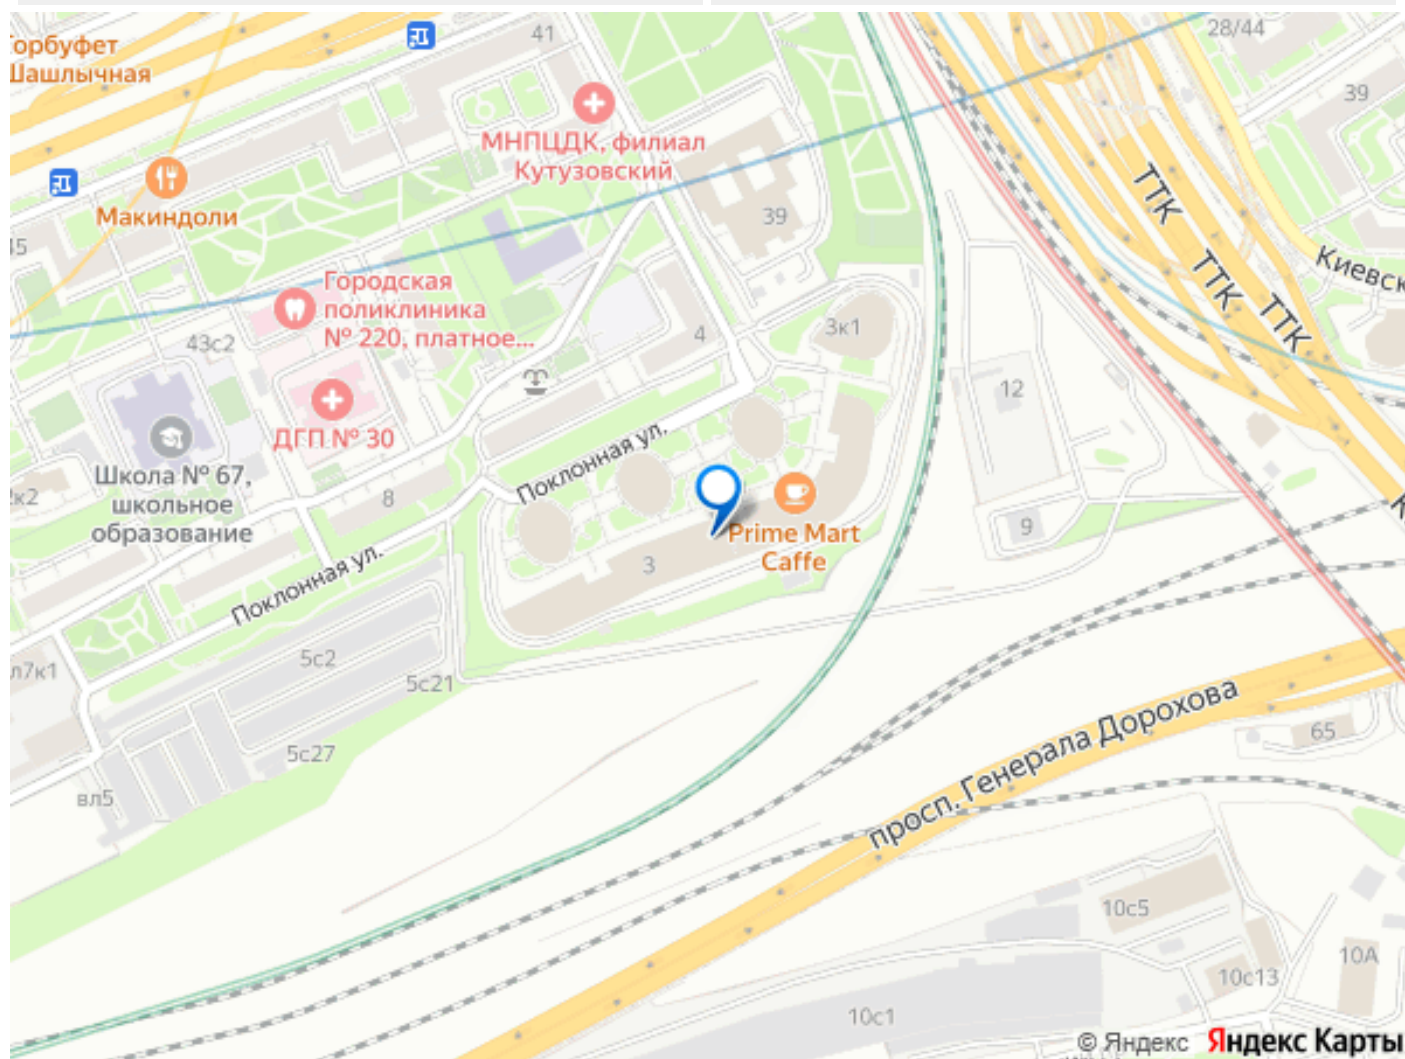 орбуфет
Шашлычная
41
28/44
39
МНПЦДК, филиал
Кутузовский
ТТК
Макиндоли
39
45
ТТК
Киевск
Городская
поликлиника
№ 220, платное...
ТТК
43с2
4
3к1
12
ДГП № 30
Поклонная ул.
Школа № 67,
школьное
образование
8
Prime Mart
Caffe
9
3
Поклонная ул.
5с2
5с21
л7к1
просп. Генерала Дорохова
65
5с27
вл5
10с5
10А
10с13
10с1
© Яндекс Яндекс Карты